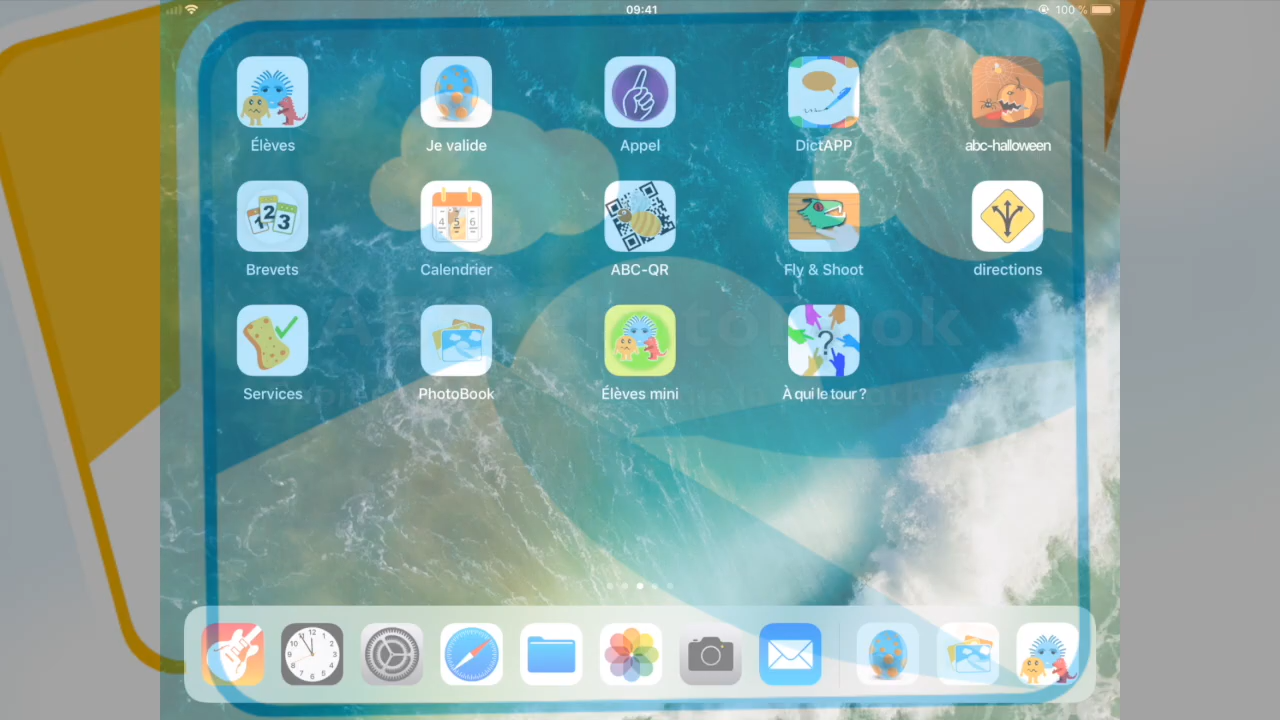 09:41
100 %
Élèves
Je valide
Appel
DictAPP
abc-halloween
Brevets
Calendrier
ABC-QR
Fly & Shoot
directions
Services
PhotoBook
Élèves mini
À qui le tour ?